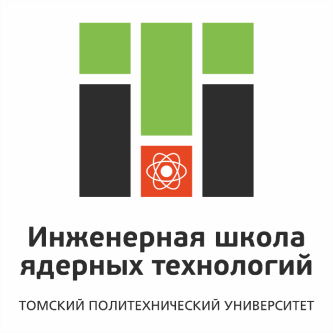 Инженерная школа
ядерных технологий
ТОМСКИЙ ПОЛИТЕХНИЧЕСКИЙ УНИВЕРСИТЕТ